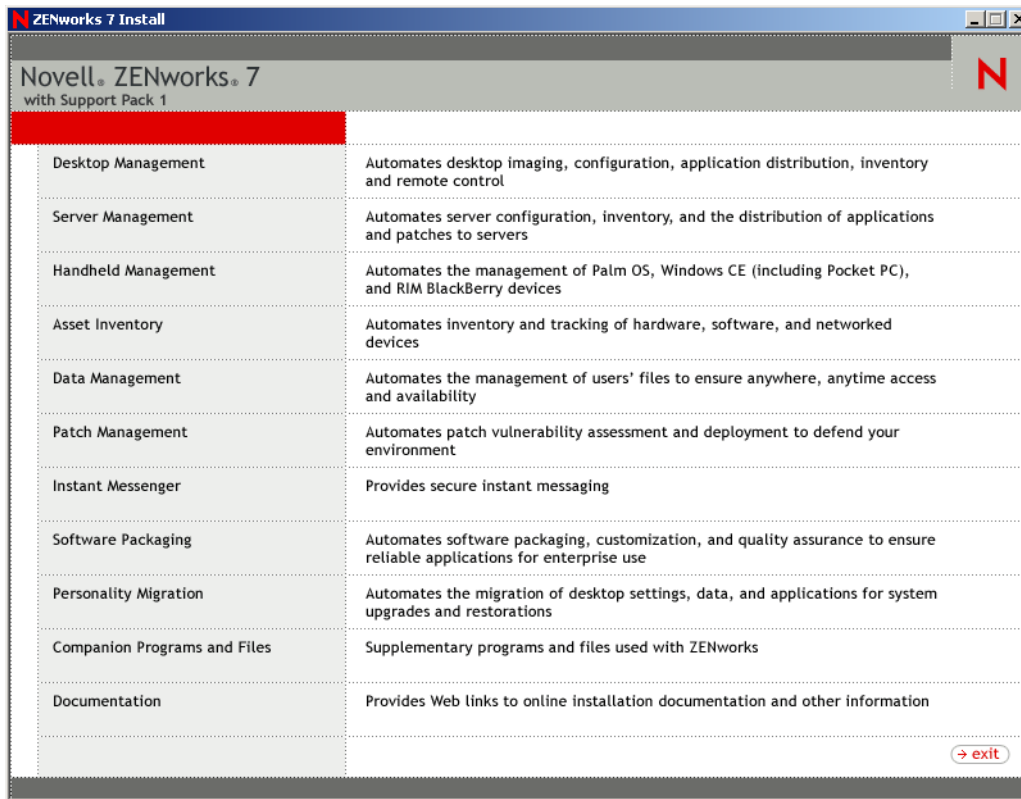 ZENworks 7 Install
Novell® ZENworks® 7
with Support Pack 1
N
Desktop Management
Automates desktop imaging, configuration, application distribution, inventory
and remote control
Server Management
Automates server configuration, inventory, and the distribution of applications
and patches to servers
Handheld Management
Automates the management of Palm OS, Windows CE (including Pocket PC),
and RIM BlackBerry devices
Asset Inventory
Automates inventory and tracking of hardware, software, and networked
devices
Data Management
Automates the management of users’ files to ensure anywhere, anytime access
and availability
Patch Management
Automates patch vulnerability assessment and deployment to defend your
environment
Instant Messenger
Provides secure instant messaging
Software Packaging
Automates software packaging, customization, and quality assurance to ensure
reliable applications for enterprise use
Personality Migration
Automates the migration of desktop settings, data, and applications for system
upgrades and restorations
Companion Programs and Files
Supplementary programs and files used with ZENworks
Documentation
Provides Web links to online installation documentation and other information
exit